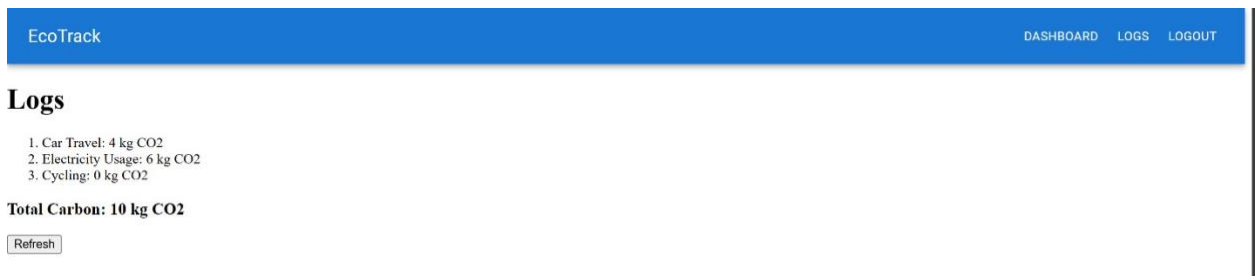 EcoTrack DASHBOARD LOGS LOGOUT
Logs
1. Car Travel: 4 kg CO2
2. Electricity Usage: 6 kg CO2
3. Cycling: 0 kg CO2
Total Carbon: 10 kg CO2
Refresh